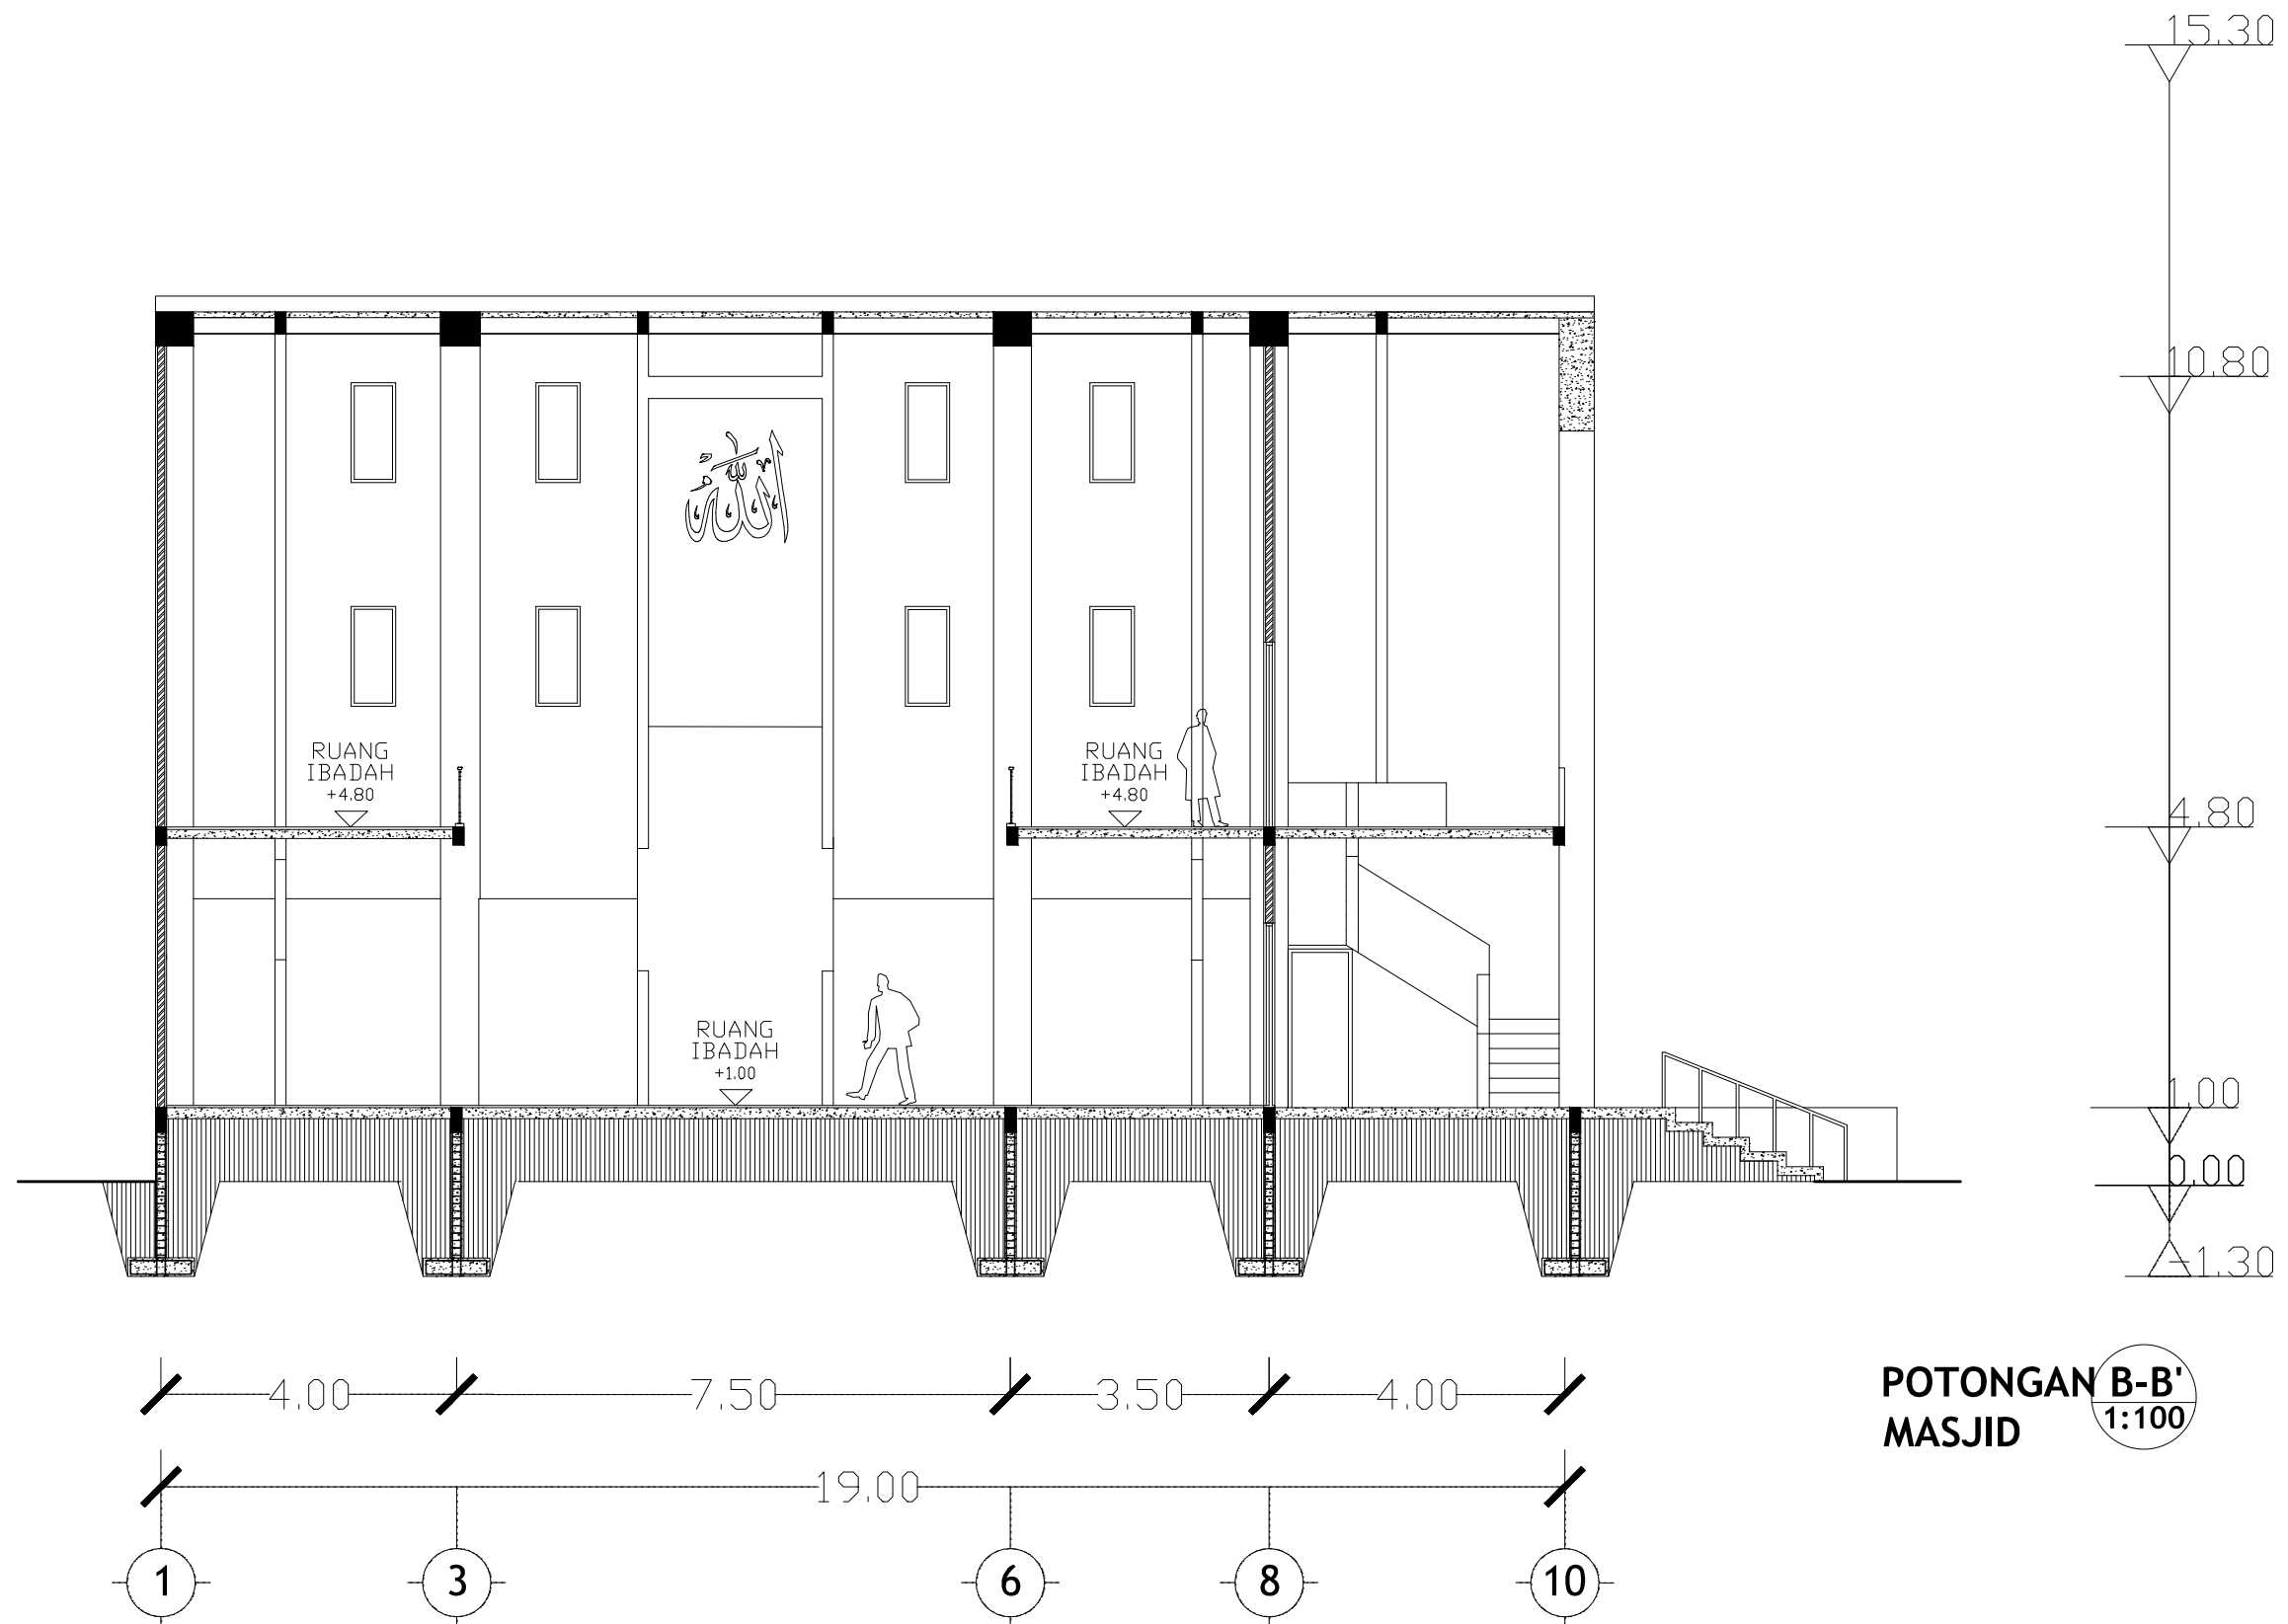 15.30
10.80
الله
RUANG
IBADAH
+4.80
RUANG
IBADAH
+4.80
4.80
RUANG
IBADAH
+1.00
1.00
0.00
-1.30
4.00
7.50
3.50
4.00
POTONGAN B-B'
MASJID
1:100
19.00
1
3
6
8
10